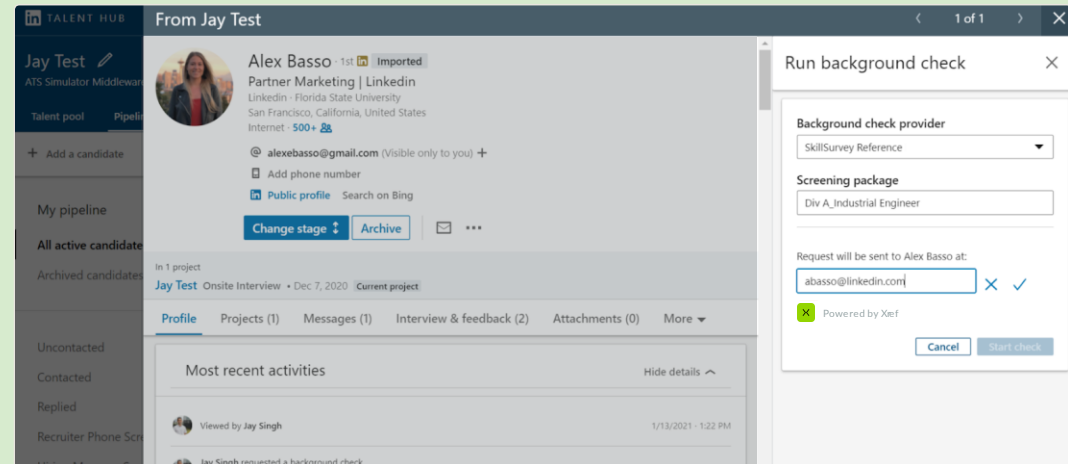 in TALENT HUB
From Jay Test
1 of 1
Jay Test
ATS Simulator Middlewar
Talent pool Pipelin
+ Add a candidate
My pipeline
All active candidate
Archived candidates
Uncontacted
Contacted
Replied
Recruiter Phone Scre
Alex Basso · 1st in Imported
Partner Marketing | Linkedin
Linkedin · Florida State University
San Francisco, California, United States
Internet · 500+
@ alexebasso@gmail.com (Visible only to you) +
Add phone number
in Public profile Search on Bing
Change stage Archive
In 1 project
Jay Test Onsite Interview • Dec 7, 2020 Current project
Profile Projects (1) Messages (1) Interview & feedback (2) Attachments (0) More
Most recent activities Hide details
Viewed by Jay Singh 1/13/2021 - 1:22 PM
Jay Singh requested a background check
Run background check
Background check provider
SkillSurvey Reference
Screening package
Div A_Industrial Engineer
Request will be sent to Alex Basso at:
abasso@linkedin.com
Powered by Xæf
Cancel Start check